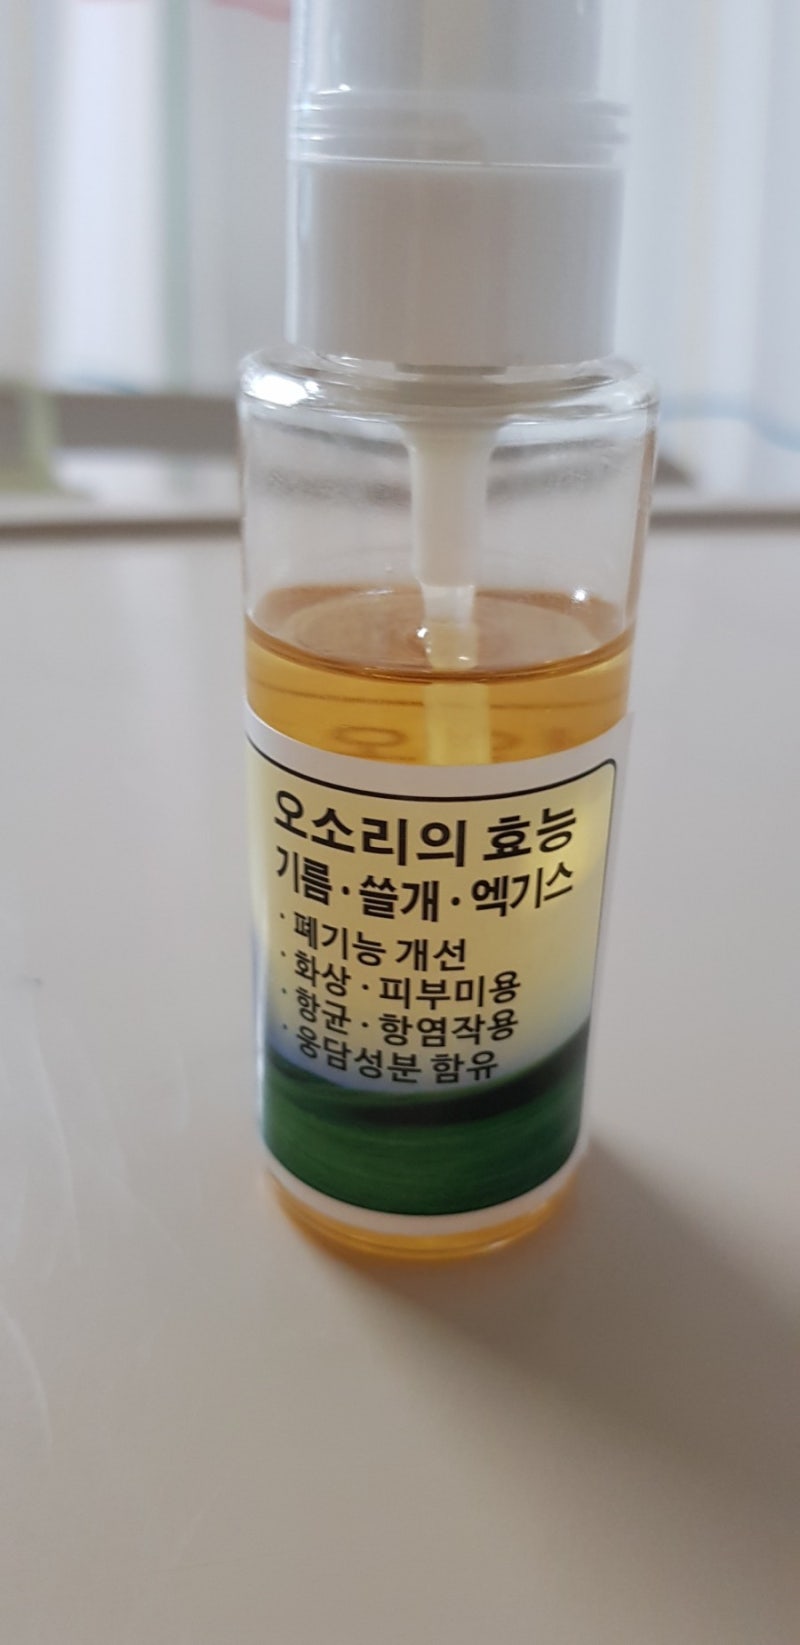 오소리의 효능
기름·쓸개·엑기스
· 폐기능 개선
· 화상 · 피부미용
· 항균 · 항염작용
· 웅담성분 함유